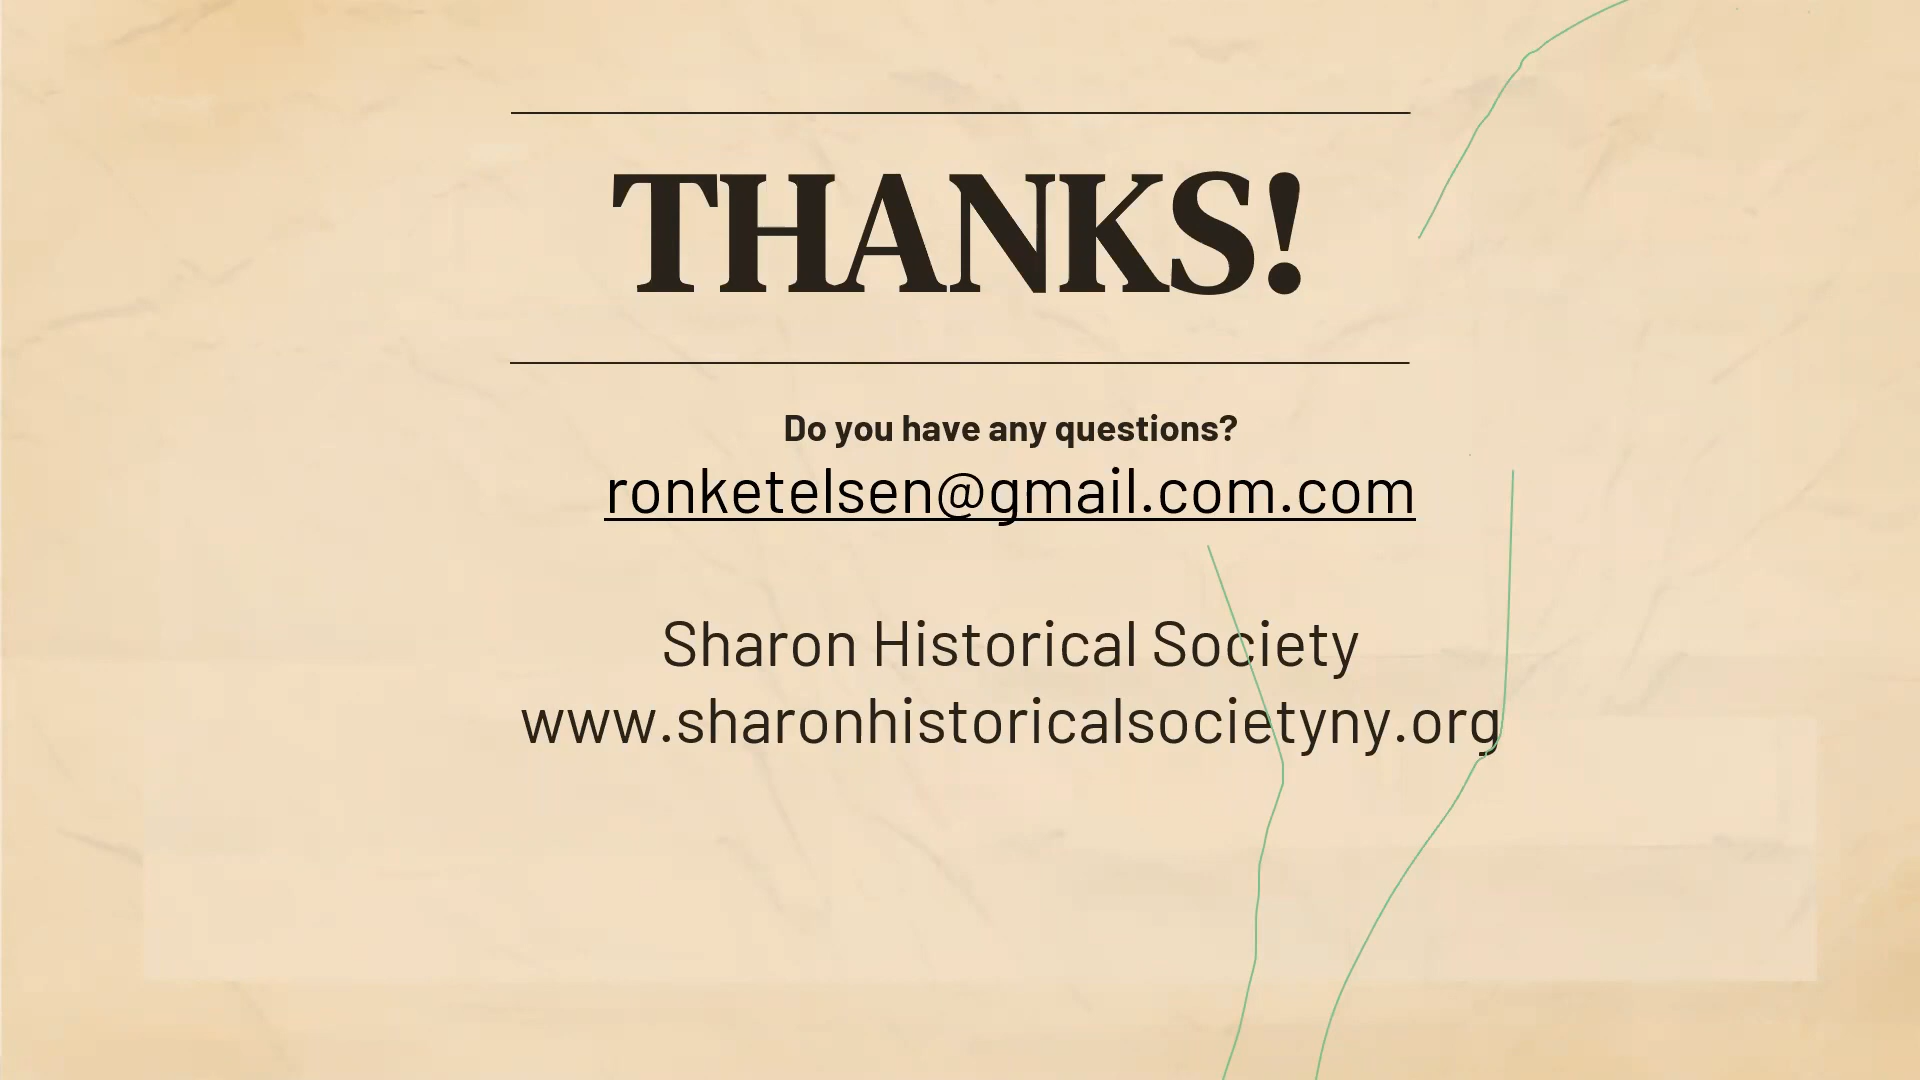 THANKS!
Do you have any questions?
ronketelsen@gmail.com.com
Sharon Historical Society
www.sharonhistoricalsocietyny.org